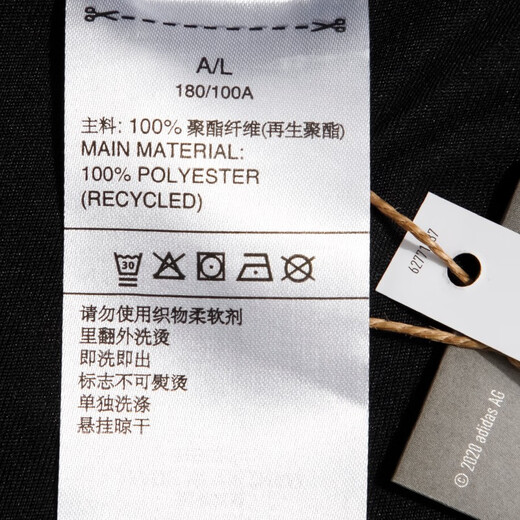 A/L
180/100A
主料: 100% 聚酯纤维(再生聚酯)
MAIN MATERIAL:
100% POLYESTER
(RECYCLED)
30
请勿使用织物柔软剂
里翻外洗烫
即洗即出
标志不可熨烫
单独洗涤
悬挂晾干
© 2020 adidas AG